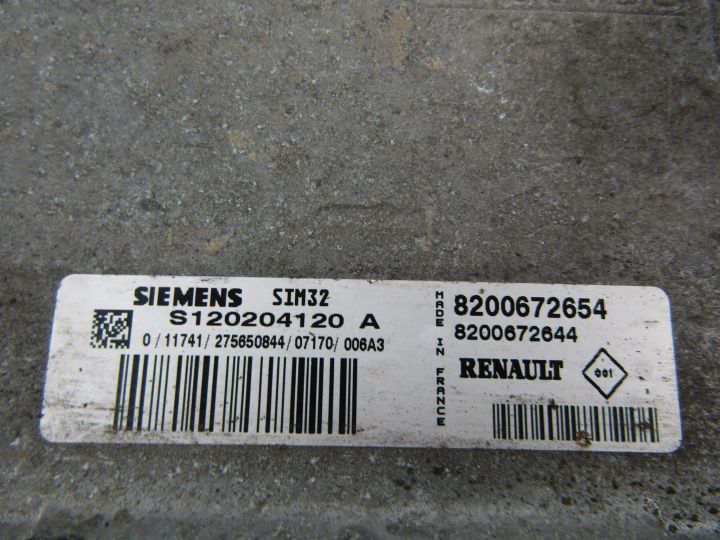 SIEMENS SIM32
S120204120 A
0 / 11741 / 275650844 / 07170 / 006A3
MADE IN FRANCE
8200672654
8200672644
RENAULT